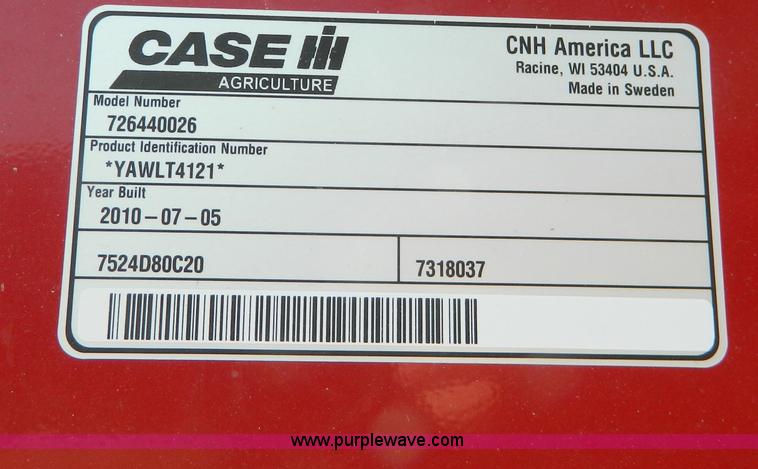 CASE IH
AGRICULTURE
CNH America LLC
Racine, WI 53404 U.S.A.
Made in Sweden
Model Number
726440026
Product Identification Number
*YAWLT4121*
Year Built
2010-07-05
7524D80C20
7318037
www.purplewave.com